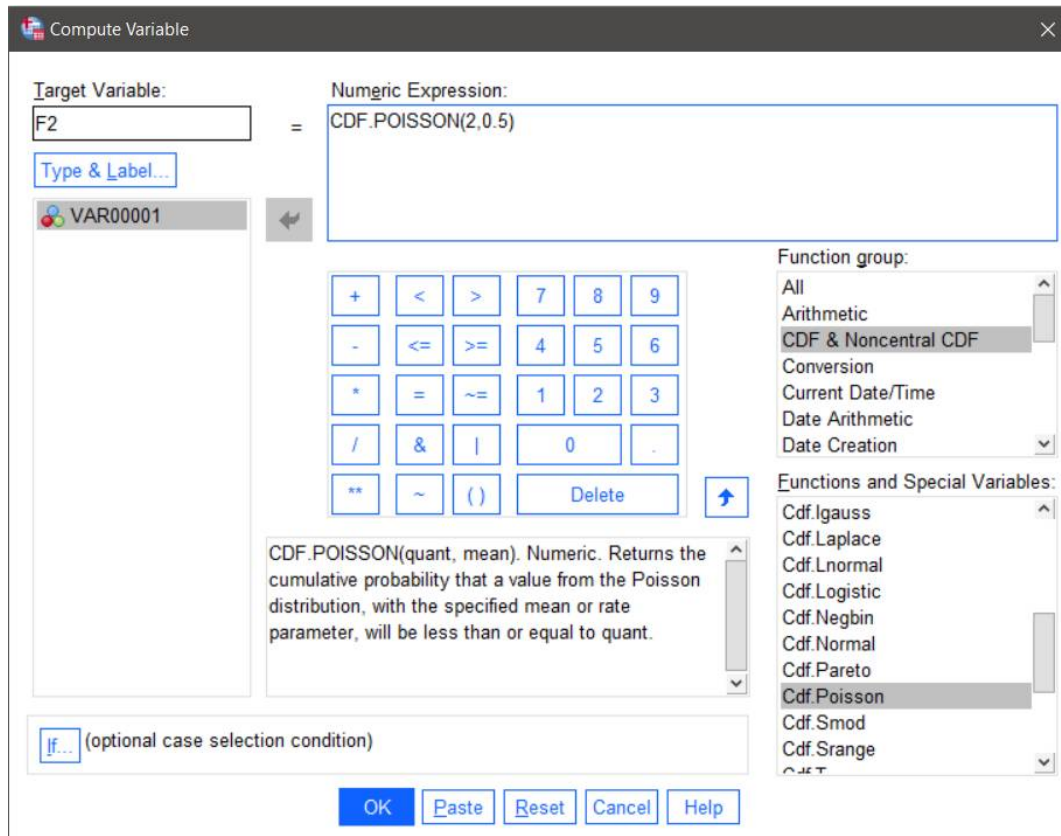 Compute Variable
Target Variable:
F2
=
Numeric Expression:
CDF.POISSON(2,0.5)
Type & Label...
VAR00001
+ < > 7 8 9
- <= >= 4 5 6
* = ~= 1 2 3
/ & | 0 .
** ~ ( ) Delete
Function group:
All
Arithmetic
CDF & Noncentral CDF
Conversion
Current Date/Time
Date Arithmetic
Date Creation
CDF.POISSON(quant, mean). Numeric. Returns the
cumulative probability that a value from the Poisson
distribution, with the specified mean or rate
parameter, will be less than or equal to quant.
Functions and Special Variables:
Cdf.Igauss
Cdf.Laplace
Cdf.Lnormal
Cdf.Logistic
Cdf.Negbin
Cdf.Normal
Cdf.Pareto
Cdf.Poisson
Cdf.Smod
Cdf.Srange
If... (optional case selection condition)
OK Paste Reset Cancel Help